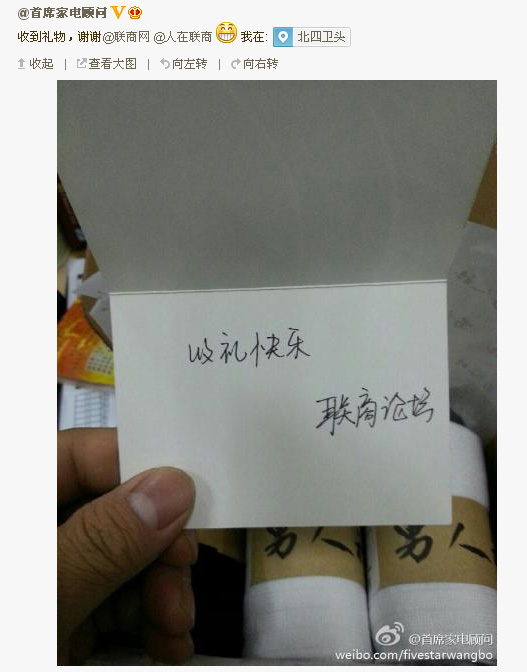 @首席家电顾问
收到礼物，谢谢@联商网 @人在联商 我在: 北四卫头
收起 | 查看大图 | 向左转 | 向右转
收礼快乐
联商论坛
男人
男人
@首席家电顾问
weibo.com/fivestarwangbo